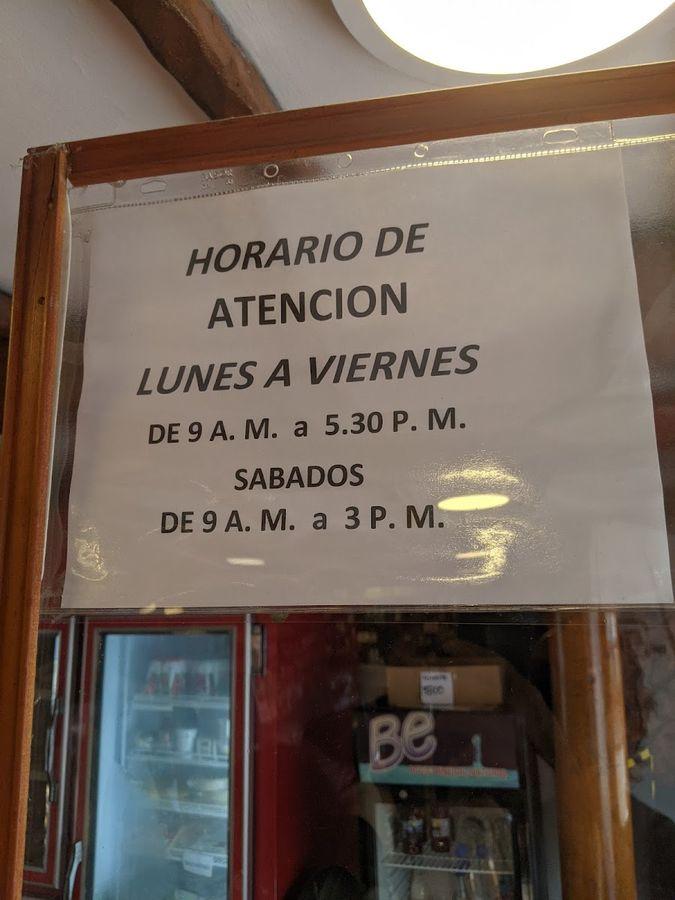 HORARIO DE
ATENCION
LUNES A VIERNES
DE 9 A. M. a 5.30 P. M.
SABADOS
DE 9 A. M. a 3 P. M.
Be